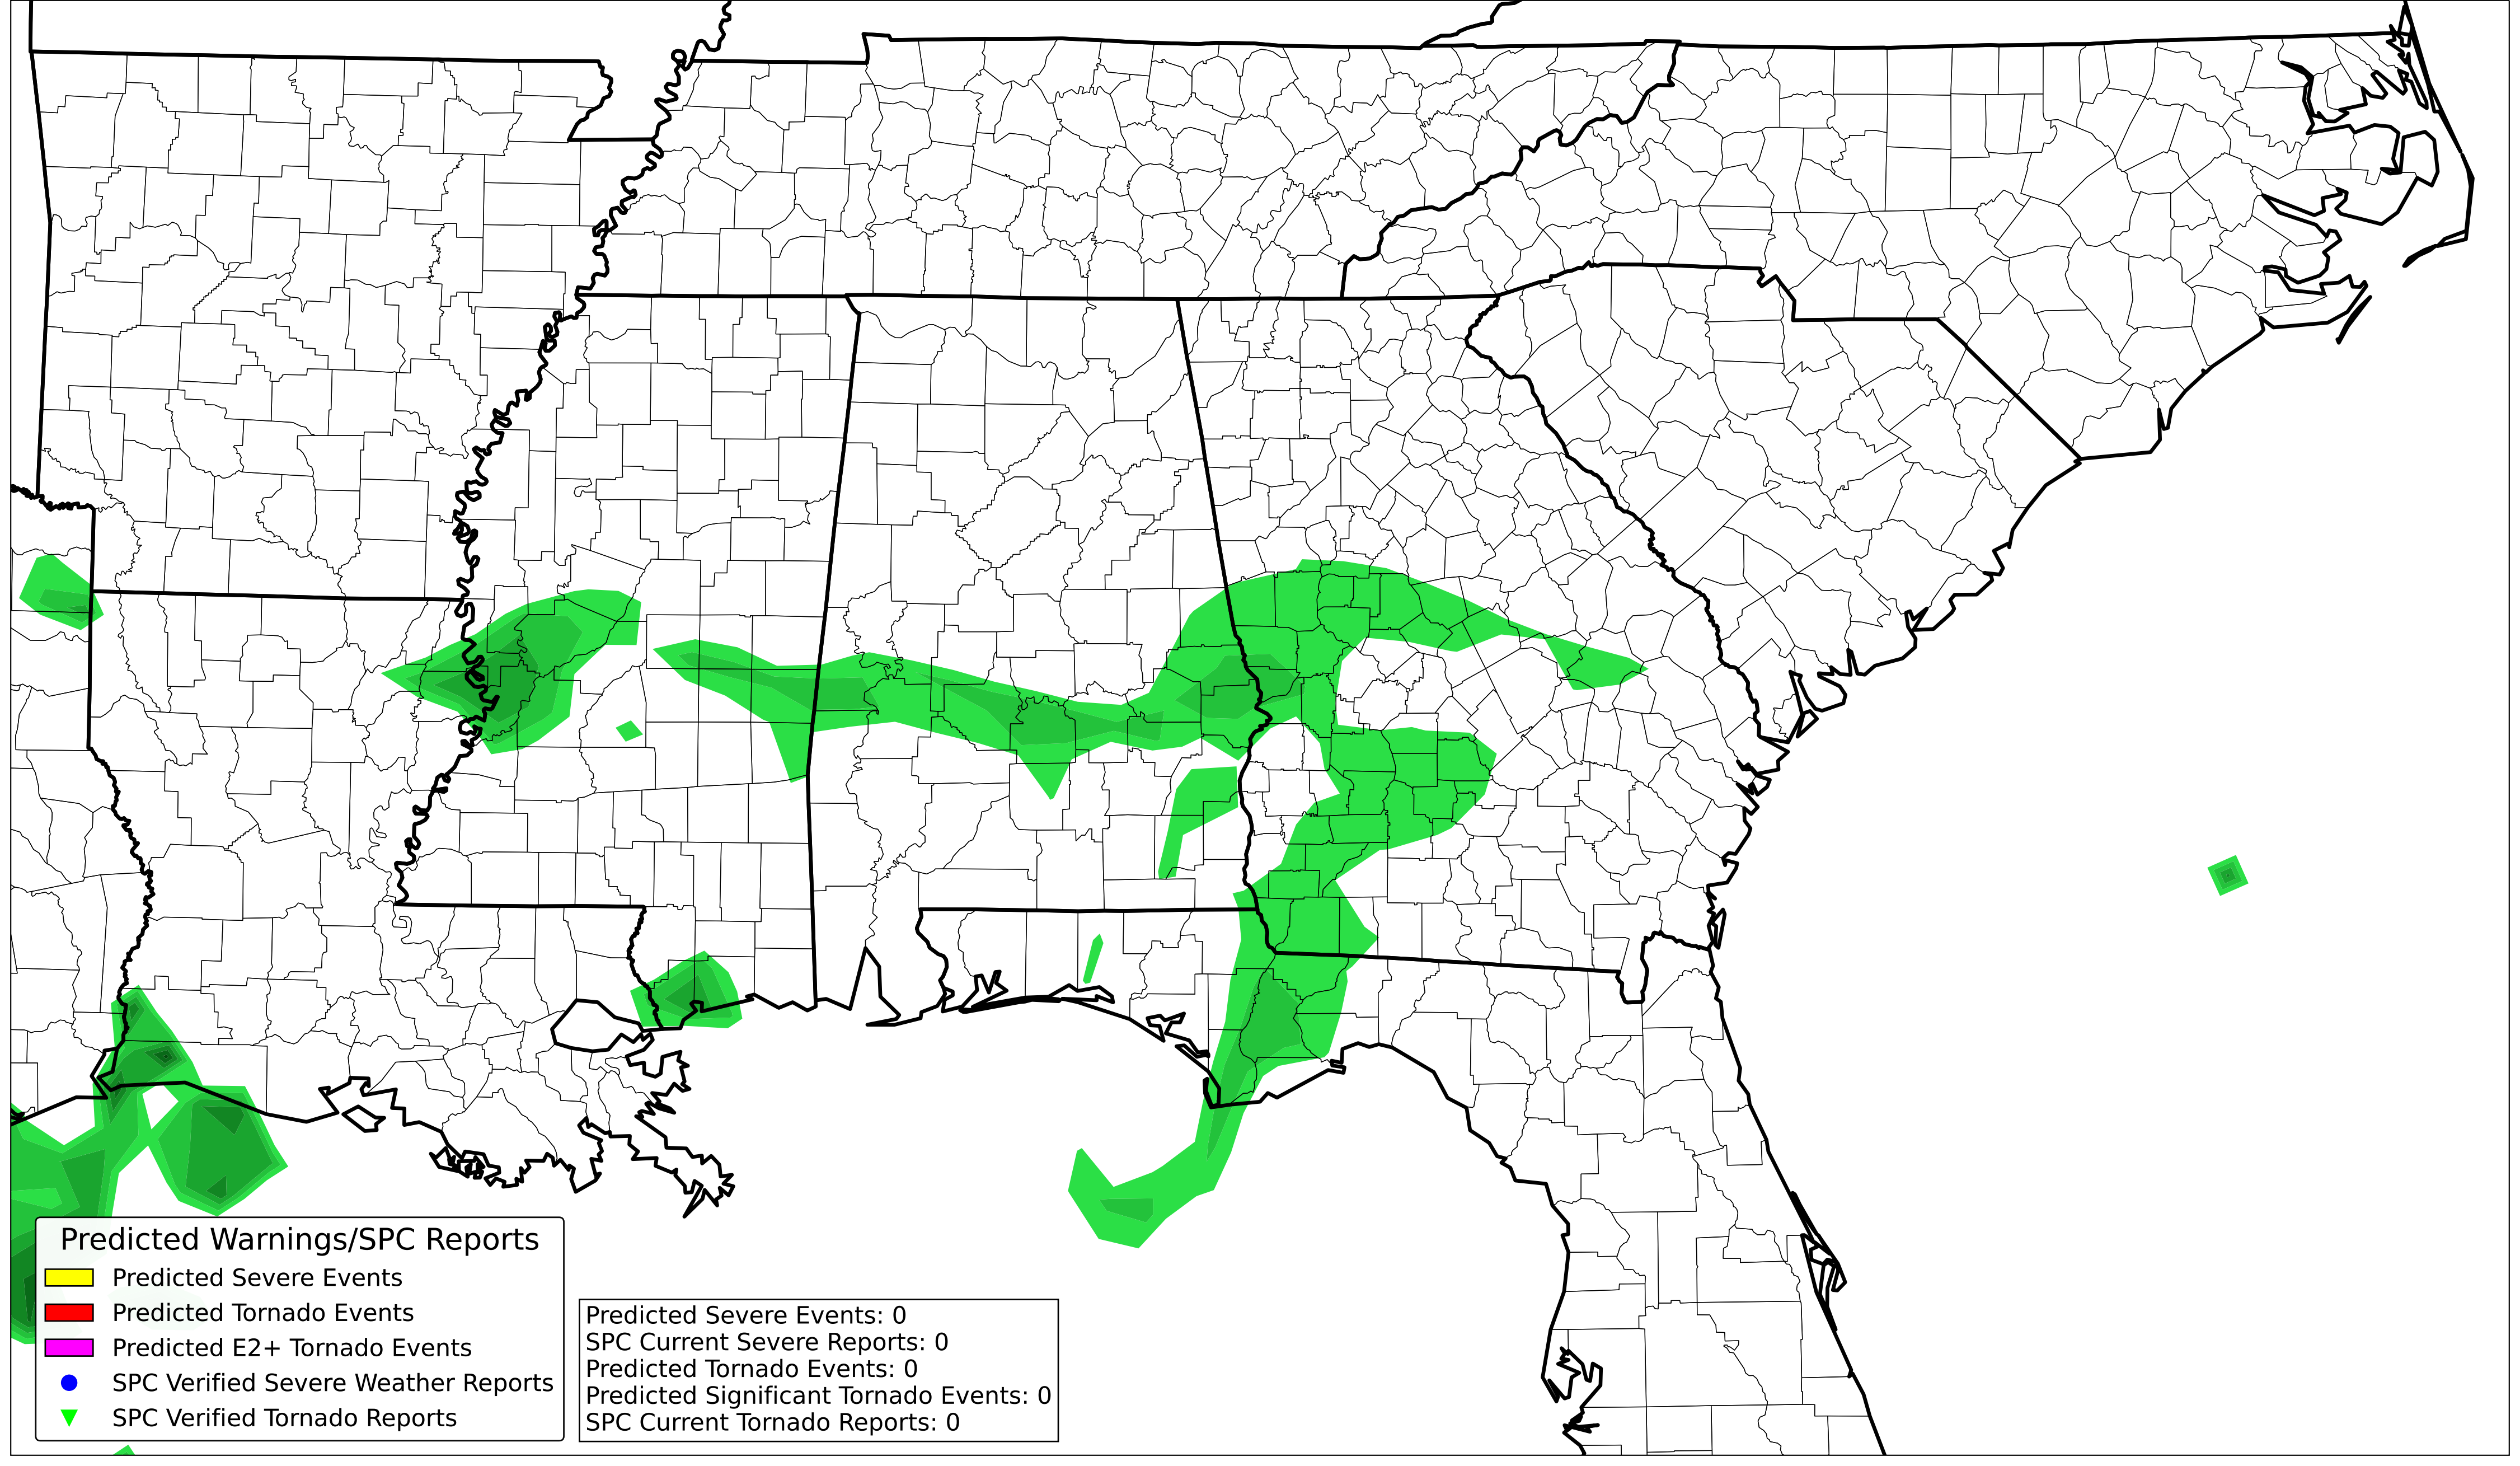 Predicted Warnings/SPC Reports
Predicted Severe Events
Predicted Tornado Events
Predicted E2+ Tornado Events
SPC Verified Severe Weather Reports
SPC Verified Tornado Reports
Predicted Severe Events: 0
SPC Current Severe Reports: 0
Predicted Tornado Events: 0
Predicted Significant Tornado Events: 0
SPC Current Tornado Reports: 0